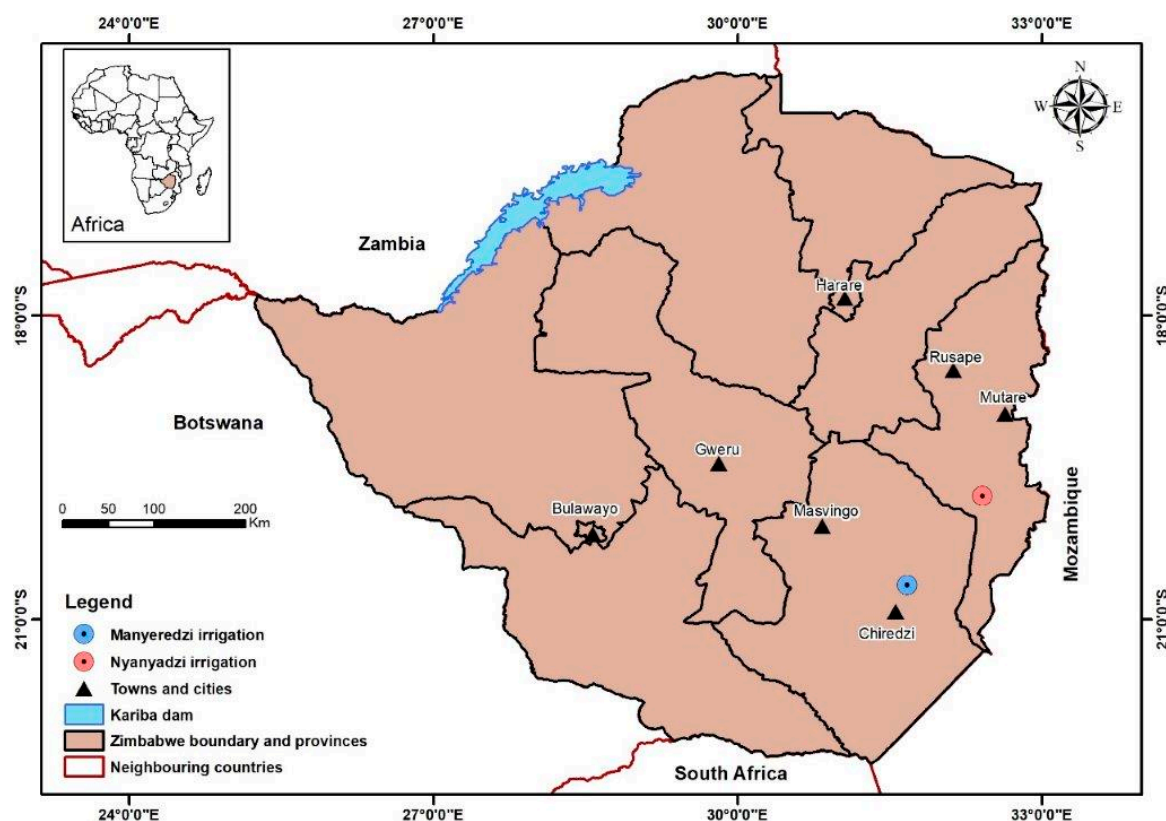 24°0'0"E
27°0'0"E
30°0'0"E
33°0'0"E
N
W
E
S
Africa
Zambia
Harare
18°0'0"S
18°0'0"S
Rusape
Mutare
Botswana
Gweru
0
50
100
200
Km
Bulawayo
Masvingo
Mozambique
Legend
Manyeredzi irrigation
Nyanyadzi irrigation
Towns and cities
Kariba dam
Zimbabwe boundary and provinces
Neighbouring countries
21°0'0"S
21°0'0"S
Chiredzi
South Africa
24°0'0"E
27°0'0"E
30°0'0"E
33°0'0"E